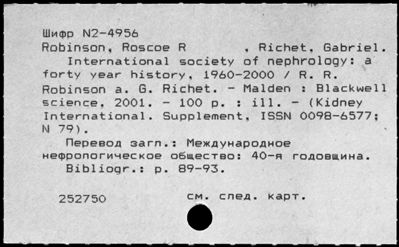 Шифр N2-4956
Robinson, Roscoe R , Richet, Gabriel.
International society of nephrology: a
forty year history, 1960-2000 / R. R.
Robinson a. G. Richet. - Malden : Blackwell
science, 2001. - 100 p. : ill. - (Kidney
International. Supplement, ISSN 0098-6577;
N 79).
Перевод загл.: Международное
нефрологическое общество: 40-я годовщина.
Bibliogr.: p. 89-93.
252750 см. след. карт.